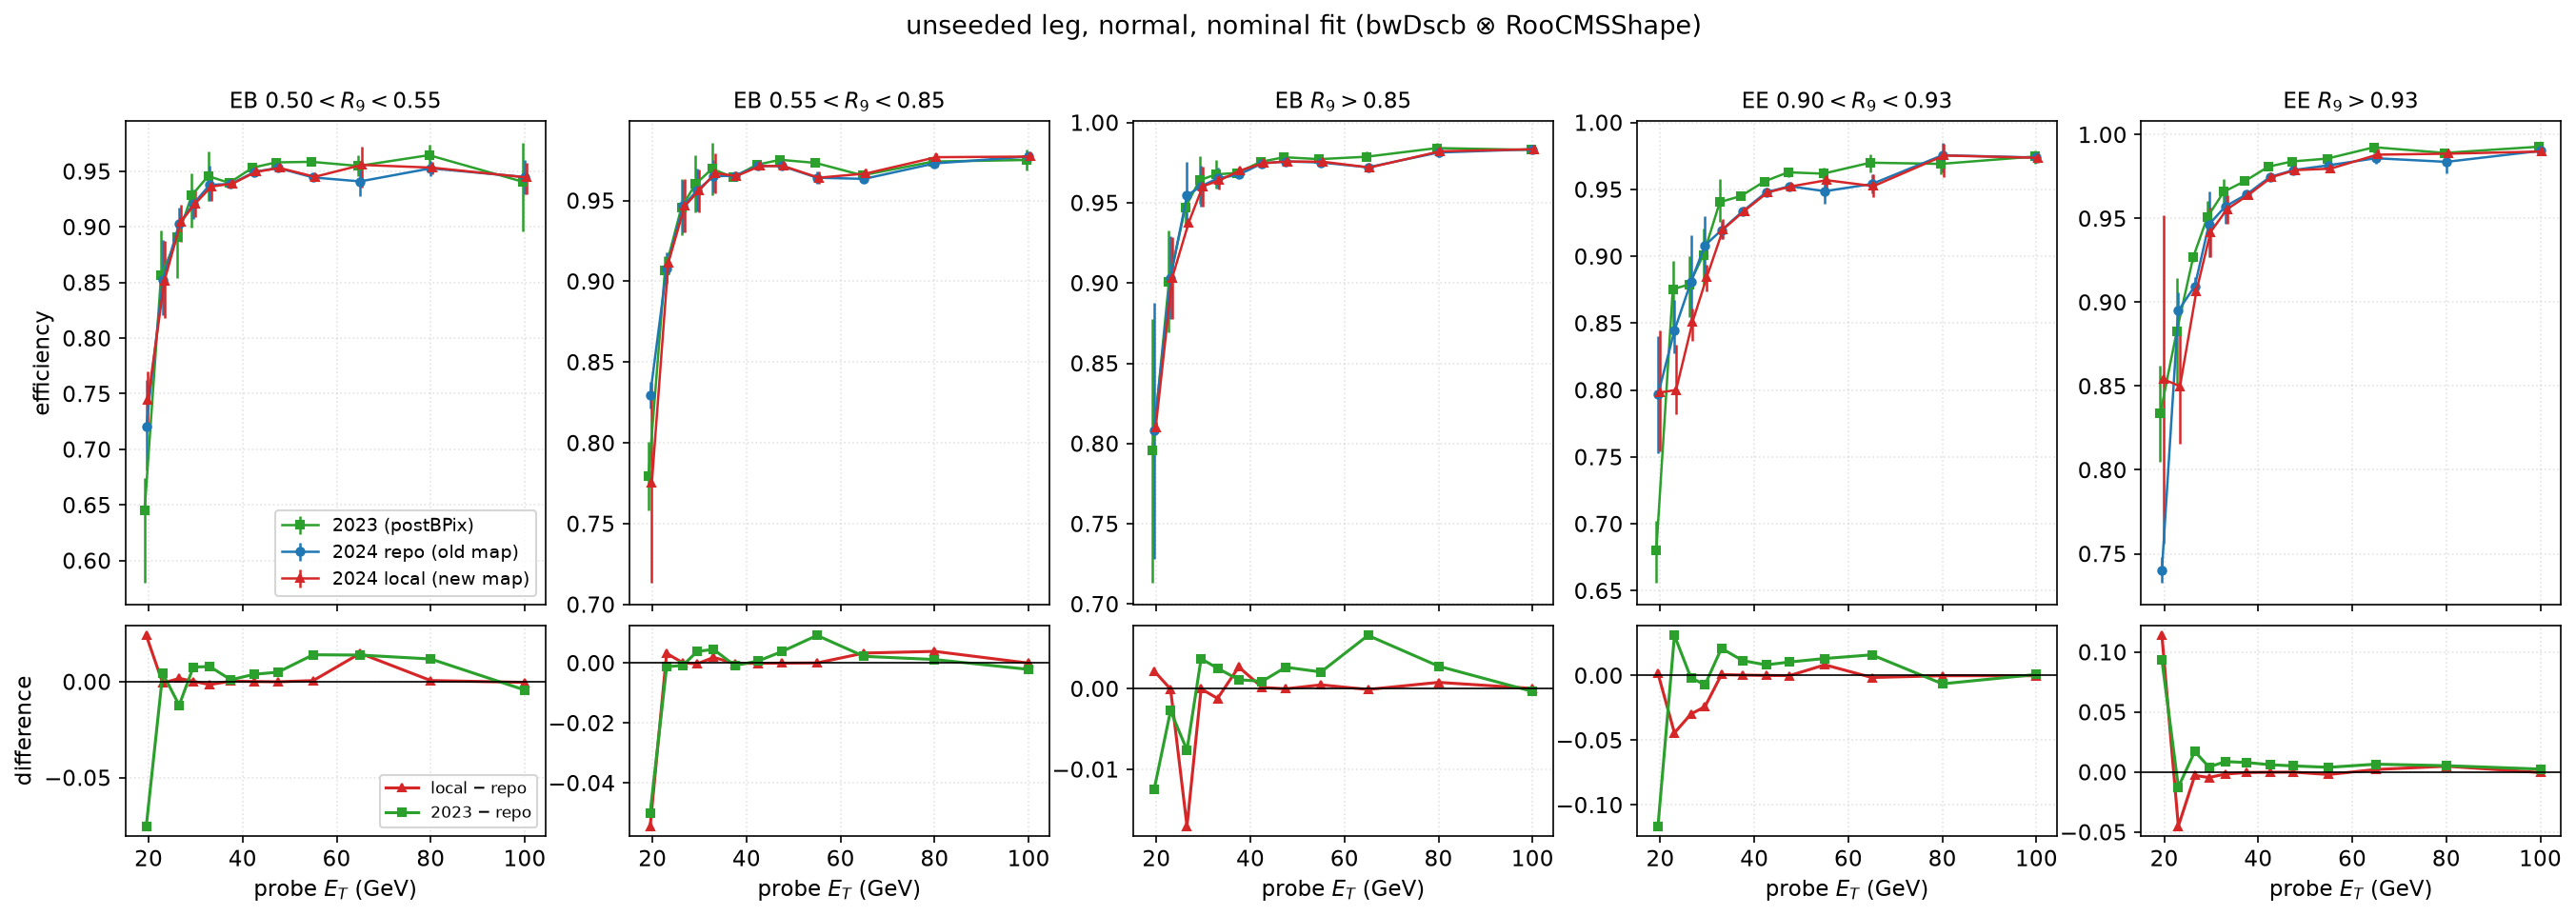 unseeded leg, normal, nominal fit (bwDscb ⊗ RooCMSShape)
EB 0.50 < R₉ < 0.55
EB 0.55 < R₉ < 0.85
EB R₉ > 0.85
EE 0.90 < R₉ < 0.93
EE R₉ > 0.93
efficiency
0.95
0.90
0.85
0.80
0.75
0.70
0.65
0.60
2023 (postBPix)
2024 repo (old map)
2024 local (new map)
0.95
0.90
0.85
0.80
0.75
0.70
1.00
0.95
0.90
0.85
0.80
0.75
0.70
1.00
0.95
0.90
0.85
0.80
0.75
0.70
0.65
1.00
0.95
0.90
0.85
0.80
0.75
difference
0.00
−0.05
local − repo
2023 − repo
20 40 60 80 100
probe E_T (GeV)
0.00
−0.02
−0.04
20 40 60 80 100
probe E_T (GeV)
0.00
−0.01
20 40 60 80 100
probe E_T (GeV)
0.00
−0.05
−0.10
20 40 60 80 100
probe E_T (GeV)
0.10
0.05
0.00
−0.05
20 40 60 80 100
probe E_T (GeV)